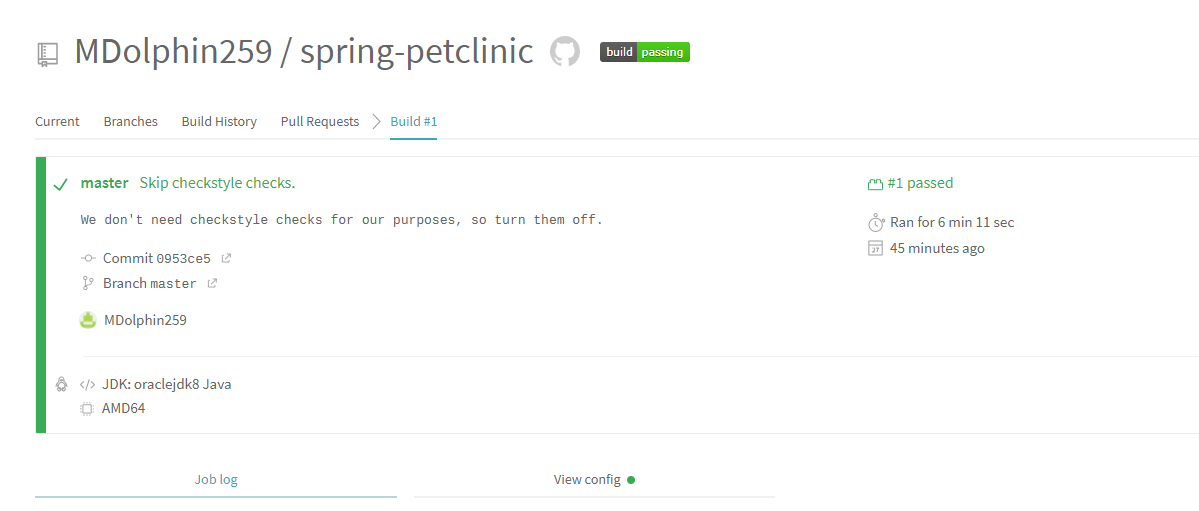 MDolphin259 / spring-petclinic build passing
Current Branches Build History Pull Requests Build #1
master Skip checkstyle checks. #1 passed
We don't need checkstyle checks for our purposes, so turn them off. Ran for 6 min 11 sec
45 minutes ago
Commit 0953ce5
Branch master
MDolphin259
JDK: oraclejdk8 Java
AMD64
Job log View config